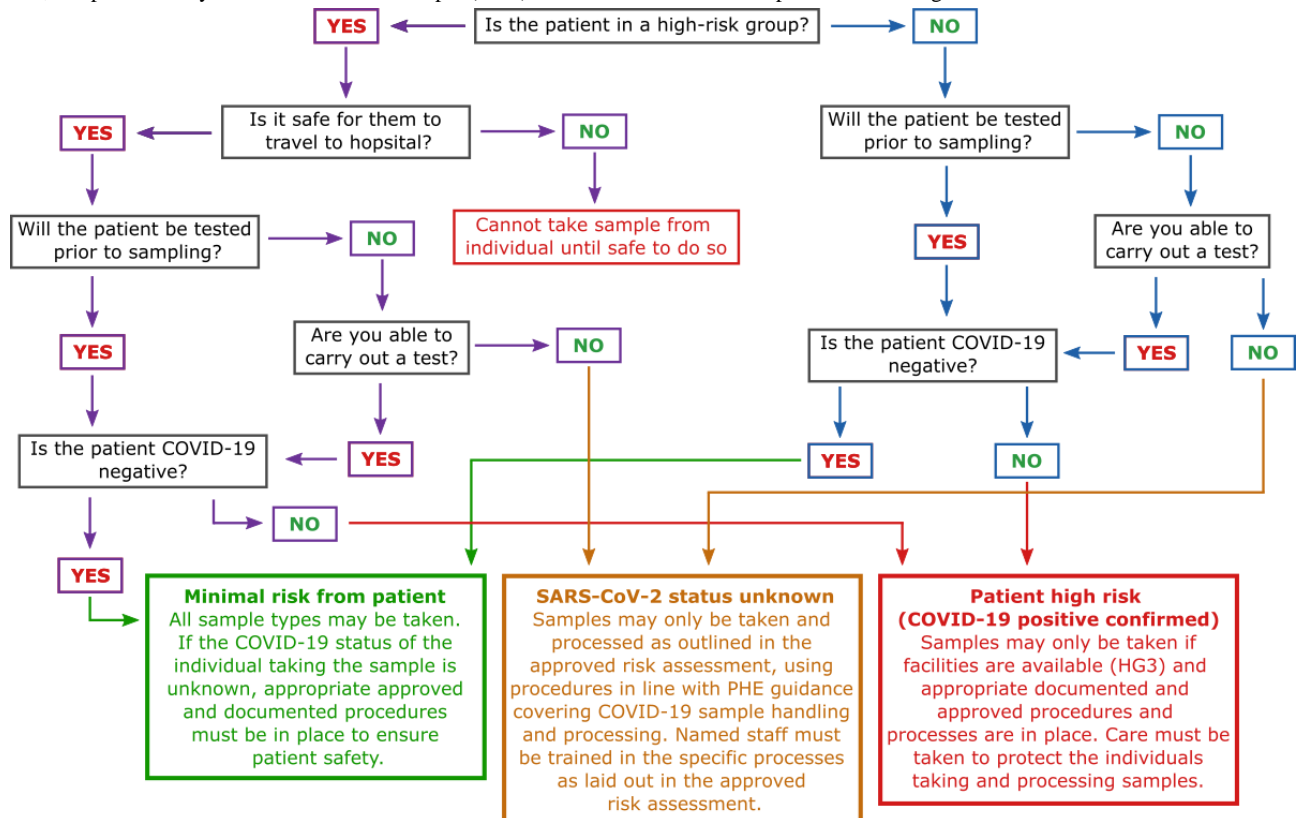 YES
Is the patient in a high-risk group?
NO
Is it safe for them to
travel to hopsital?
YES
NO
Will the patient be tested
prior to sampling?
NO
Cannot take sample from
individual until safe to do so
Will the patient be tested
prior to sampling?
NO
YES
Are you able to
carry out a test?
YES
Are you able to
carry out a test?
NO
Is the patient COVID-19
negative?
YES
NO
Is the patient COVID-19
negative?
YES
YES
NO
NO
YES
Minimal risk from patient
All sample types may be taken.
If the COVID-19 status of the
individual taking the sample is
unknown, appropriate approved
and documented procedures
must be in place to ensure
patient safety.
SARS-CoV-2 status unknown
Samples may only be taken and
processed as outlined in the
approved risk assessment, using
procedures in line with PHE guidance
covering COVID-19 sample handling
and processing. Named staff must
be trained in the specific processes
as laid out in the approved
risk assessment.
Patient high risk
(COVID-19 positive confirmed)
Samples may only be taken if
facilities are available (HG3) and
appropriate documented and
approved procedures and
processes are in place. Care must be
taken to protect the individuals
taking and processing samples.